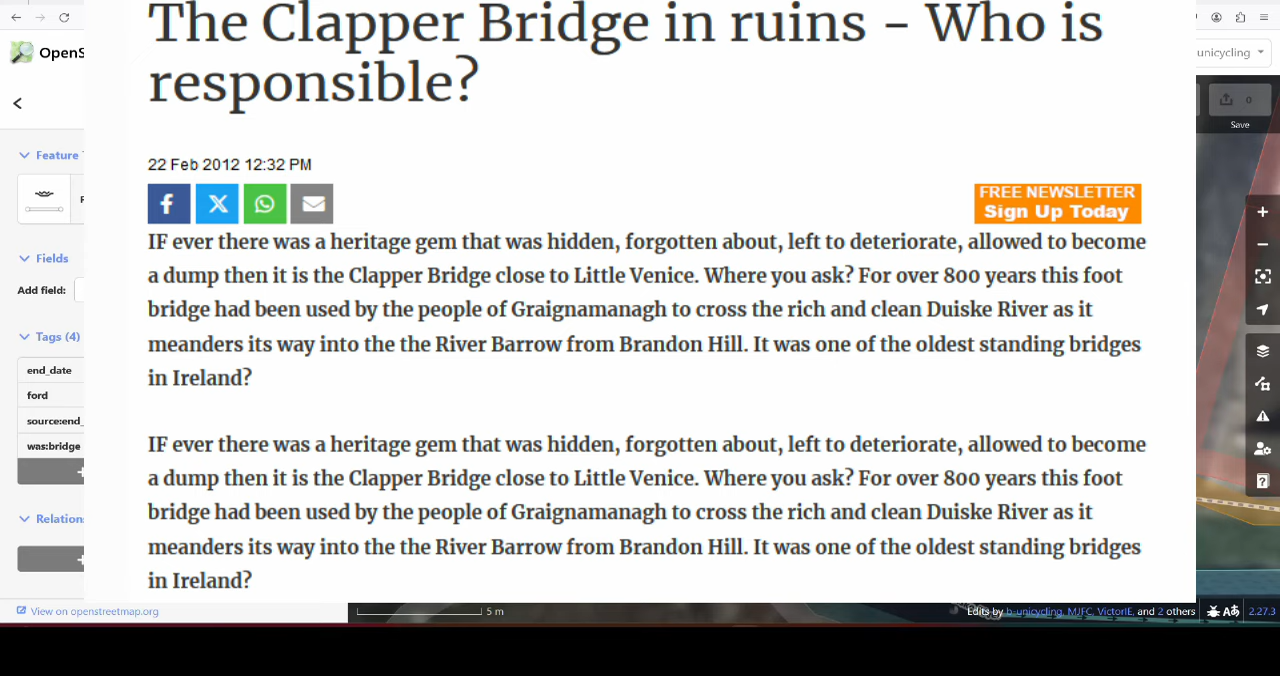 The Clapper Bridge in ruins - Who is
responsible?
OpenS
unicycling
0
Save
22 Feb 2012 12:32 PM
FREE NEWSLETTER
Sign Up Today
IF ever there was a heritage gem that was hidden, forgotten about, left to deteriorate, allowed to become
a dump then it is the Clapper Bridge close to Little Venice. Where you ask? For over 800 years this foot
bridge had been used by the people of Graignamanagh to cross the rich and clean Duiske River as it
meanders its way into the the River Barrow from Brandon Hill. It was one of the oldest standing bridges
in Ireland?
IF ever there was a heritage gem that was hidden, forgotten about, left to deteriorate, allowed to become
a dump then it is the Clapper Bridge close to Little Venice. Where you ask? For over 800 years this foot
bridge had been used by the people of Graignamanagh to cross the rich and clean Duiske River as it
meanders its way into the the River Barrow from Brandon Hill. It was one of the oldest standing bridges
in Ireland?
Feature
Fields
Add field:
Tags (4)
end_date
ford
source:end_
was:bridge
Relation
View on openstreetmap.org
5 m
Edits by b-unicycling, MJFC, VictorIE, and 2 others
2.27.3